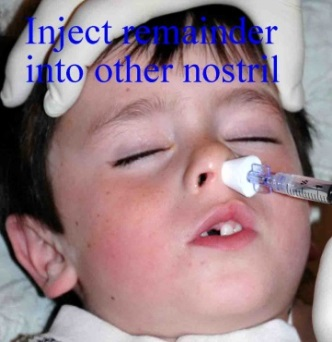 Inject remainder
into other nostril